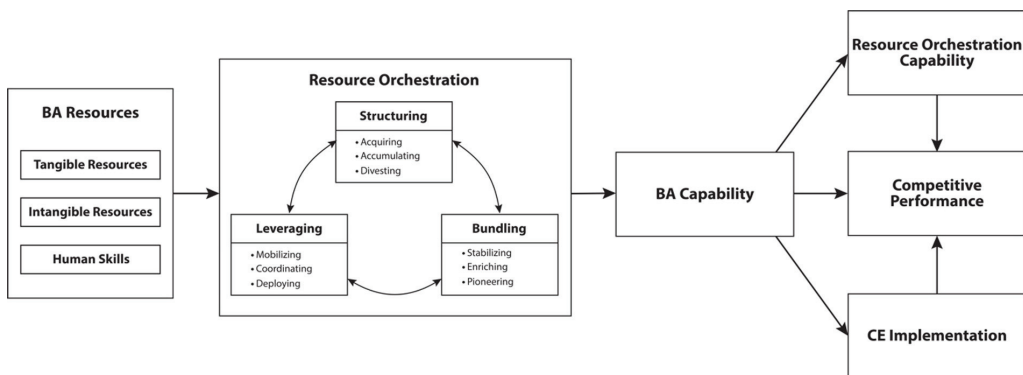 BA Resources
Tangible Resources
Intangible Resources
Human Skills
Resource Orchestration
Structuring
• Acquiring
• Accumulating
• Divesting
Leveraging
• Mobilizing
• Coordinating
• Deploying
Bundling
• Stabilizing
• Enriching
• Pioneering
BA Capability
Resource Orchestration
Capability
Competitive
Performance
CE Implementation